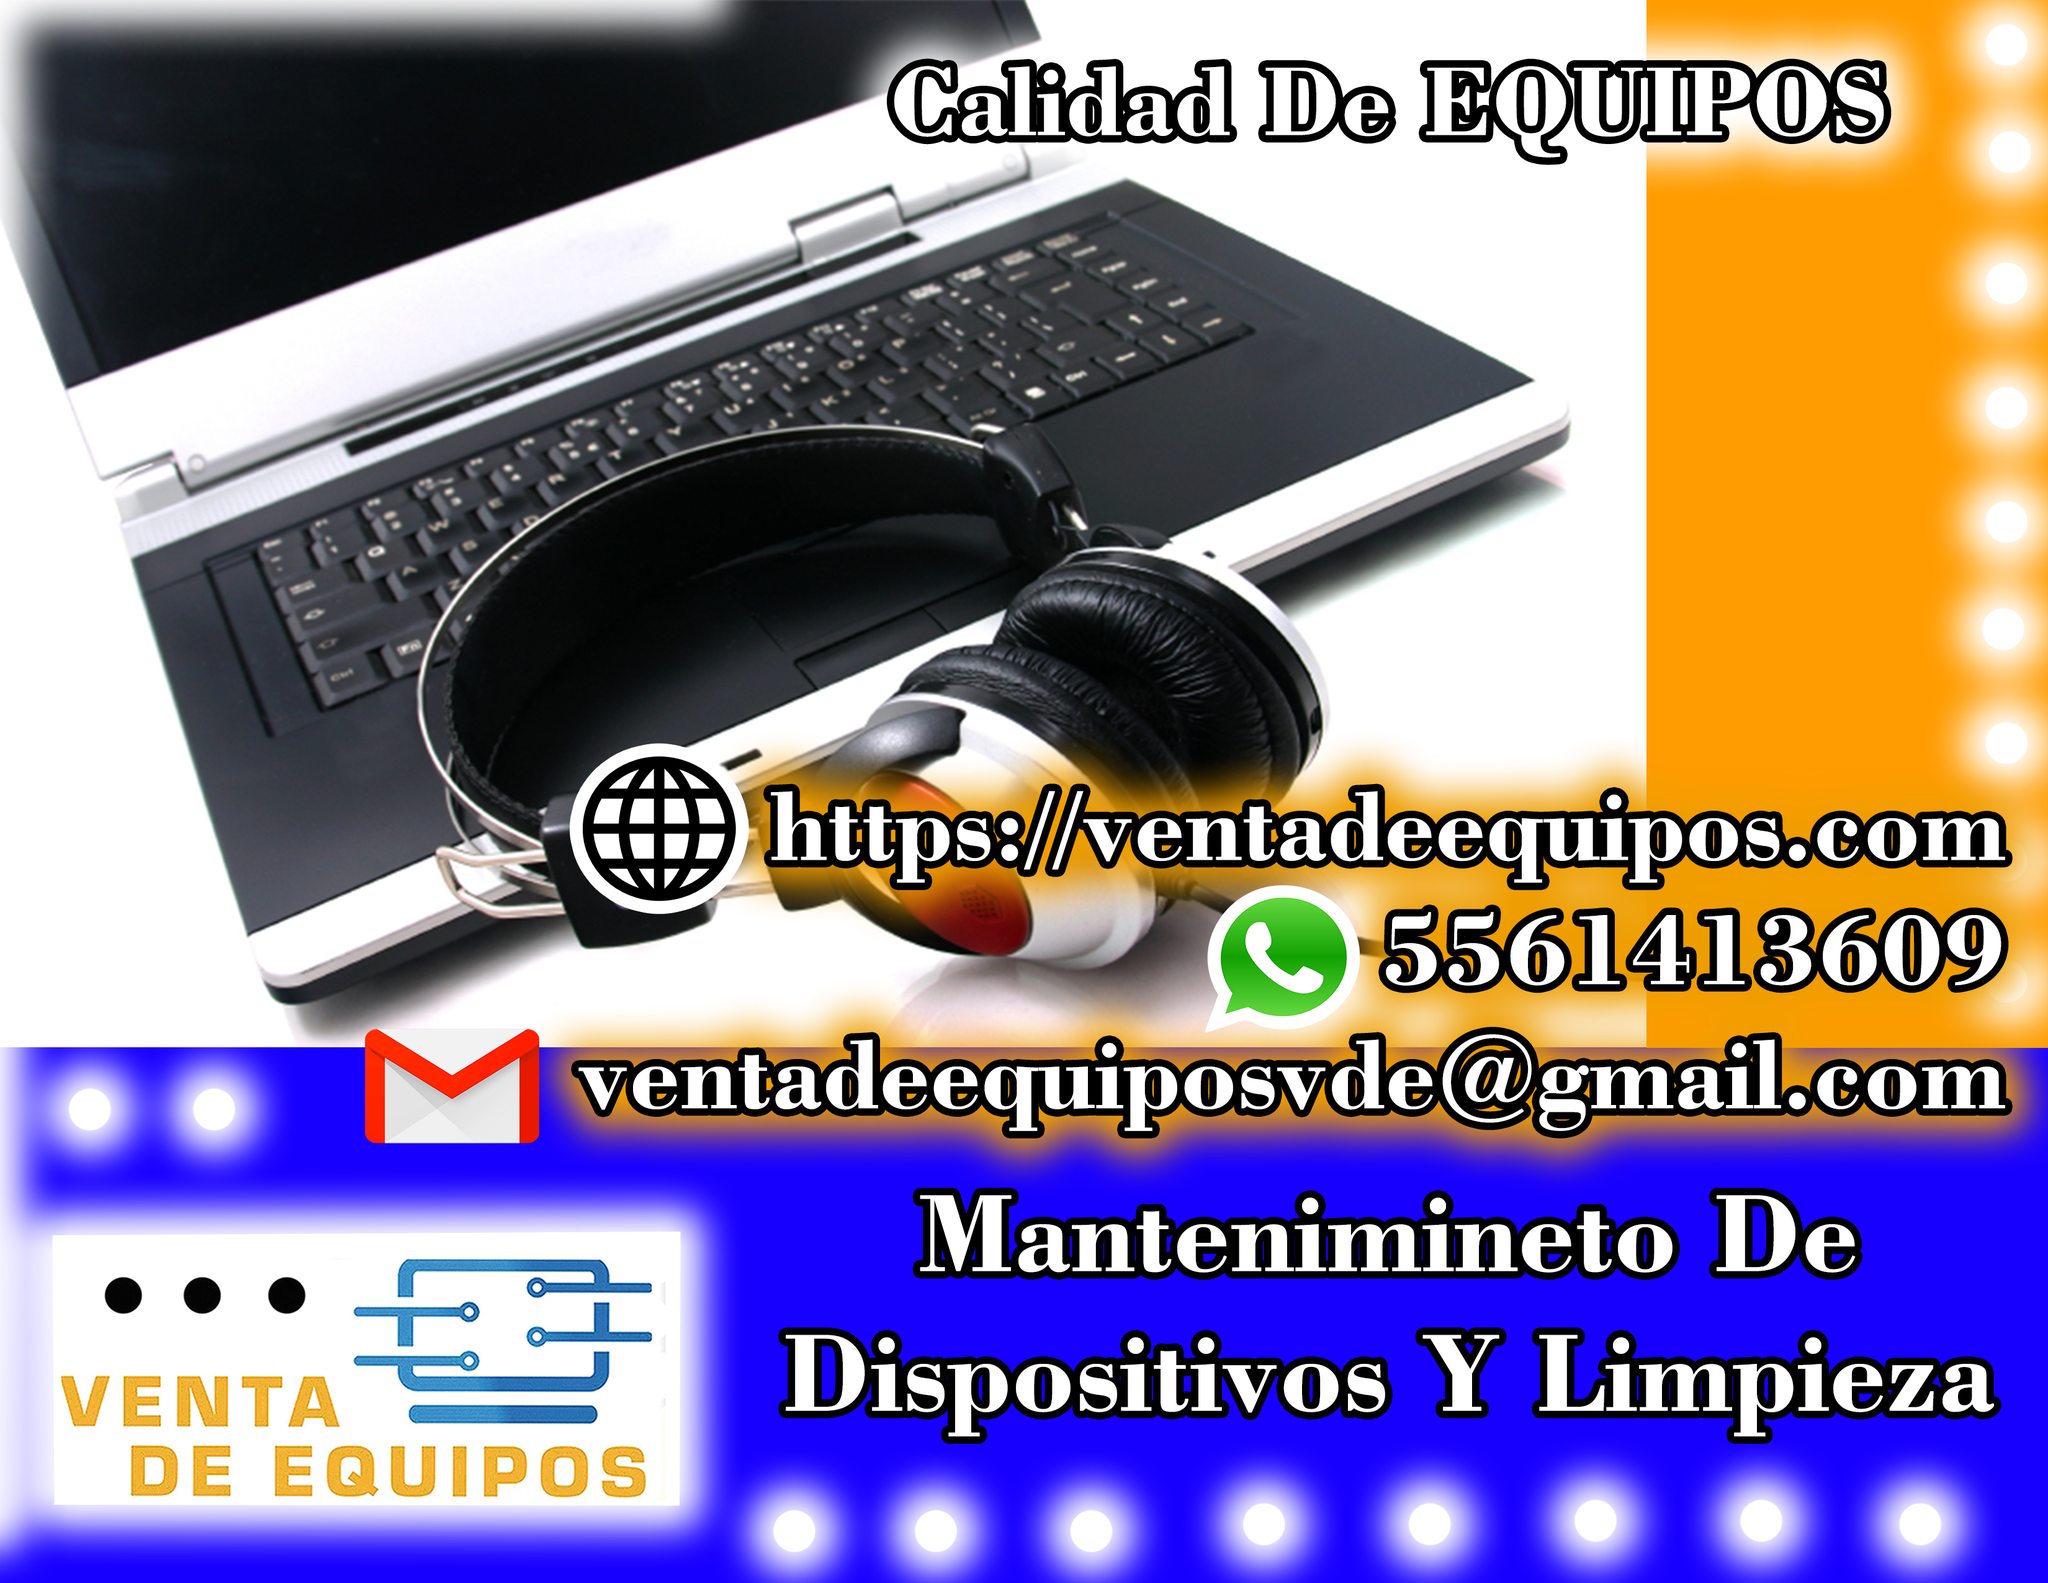 Calidad De EQUIPOS
https://ventadeequipos.com
5561413609
ventadeequiposvde@gmail.com
Mantenimineto De
Dispositivos Y Limpieza
VENTA
DE EQUIPOS